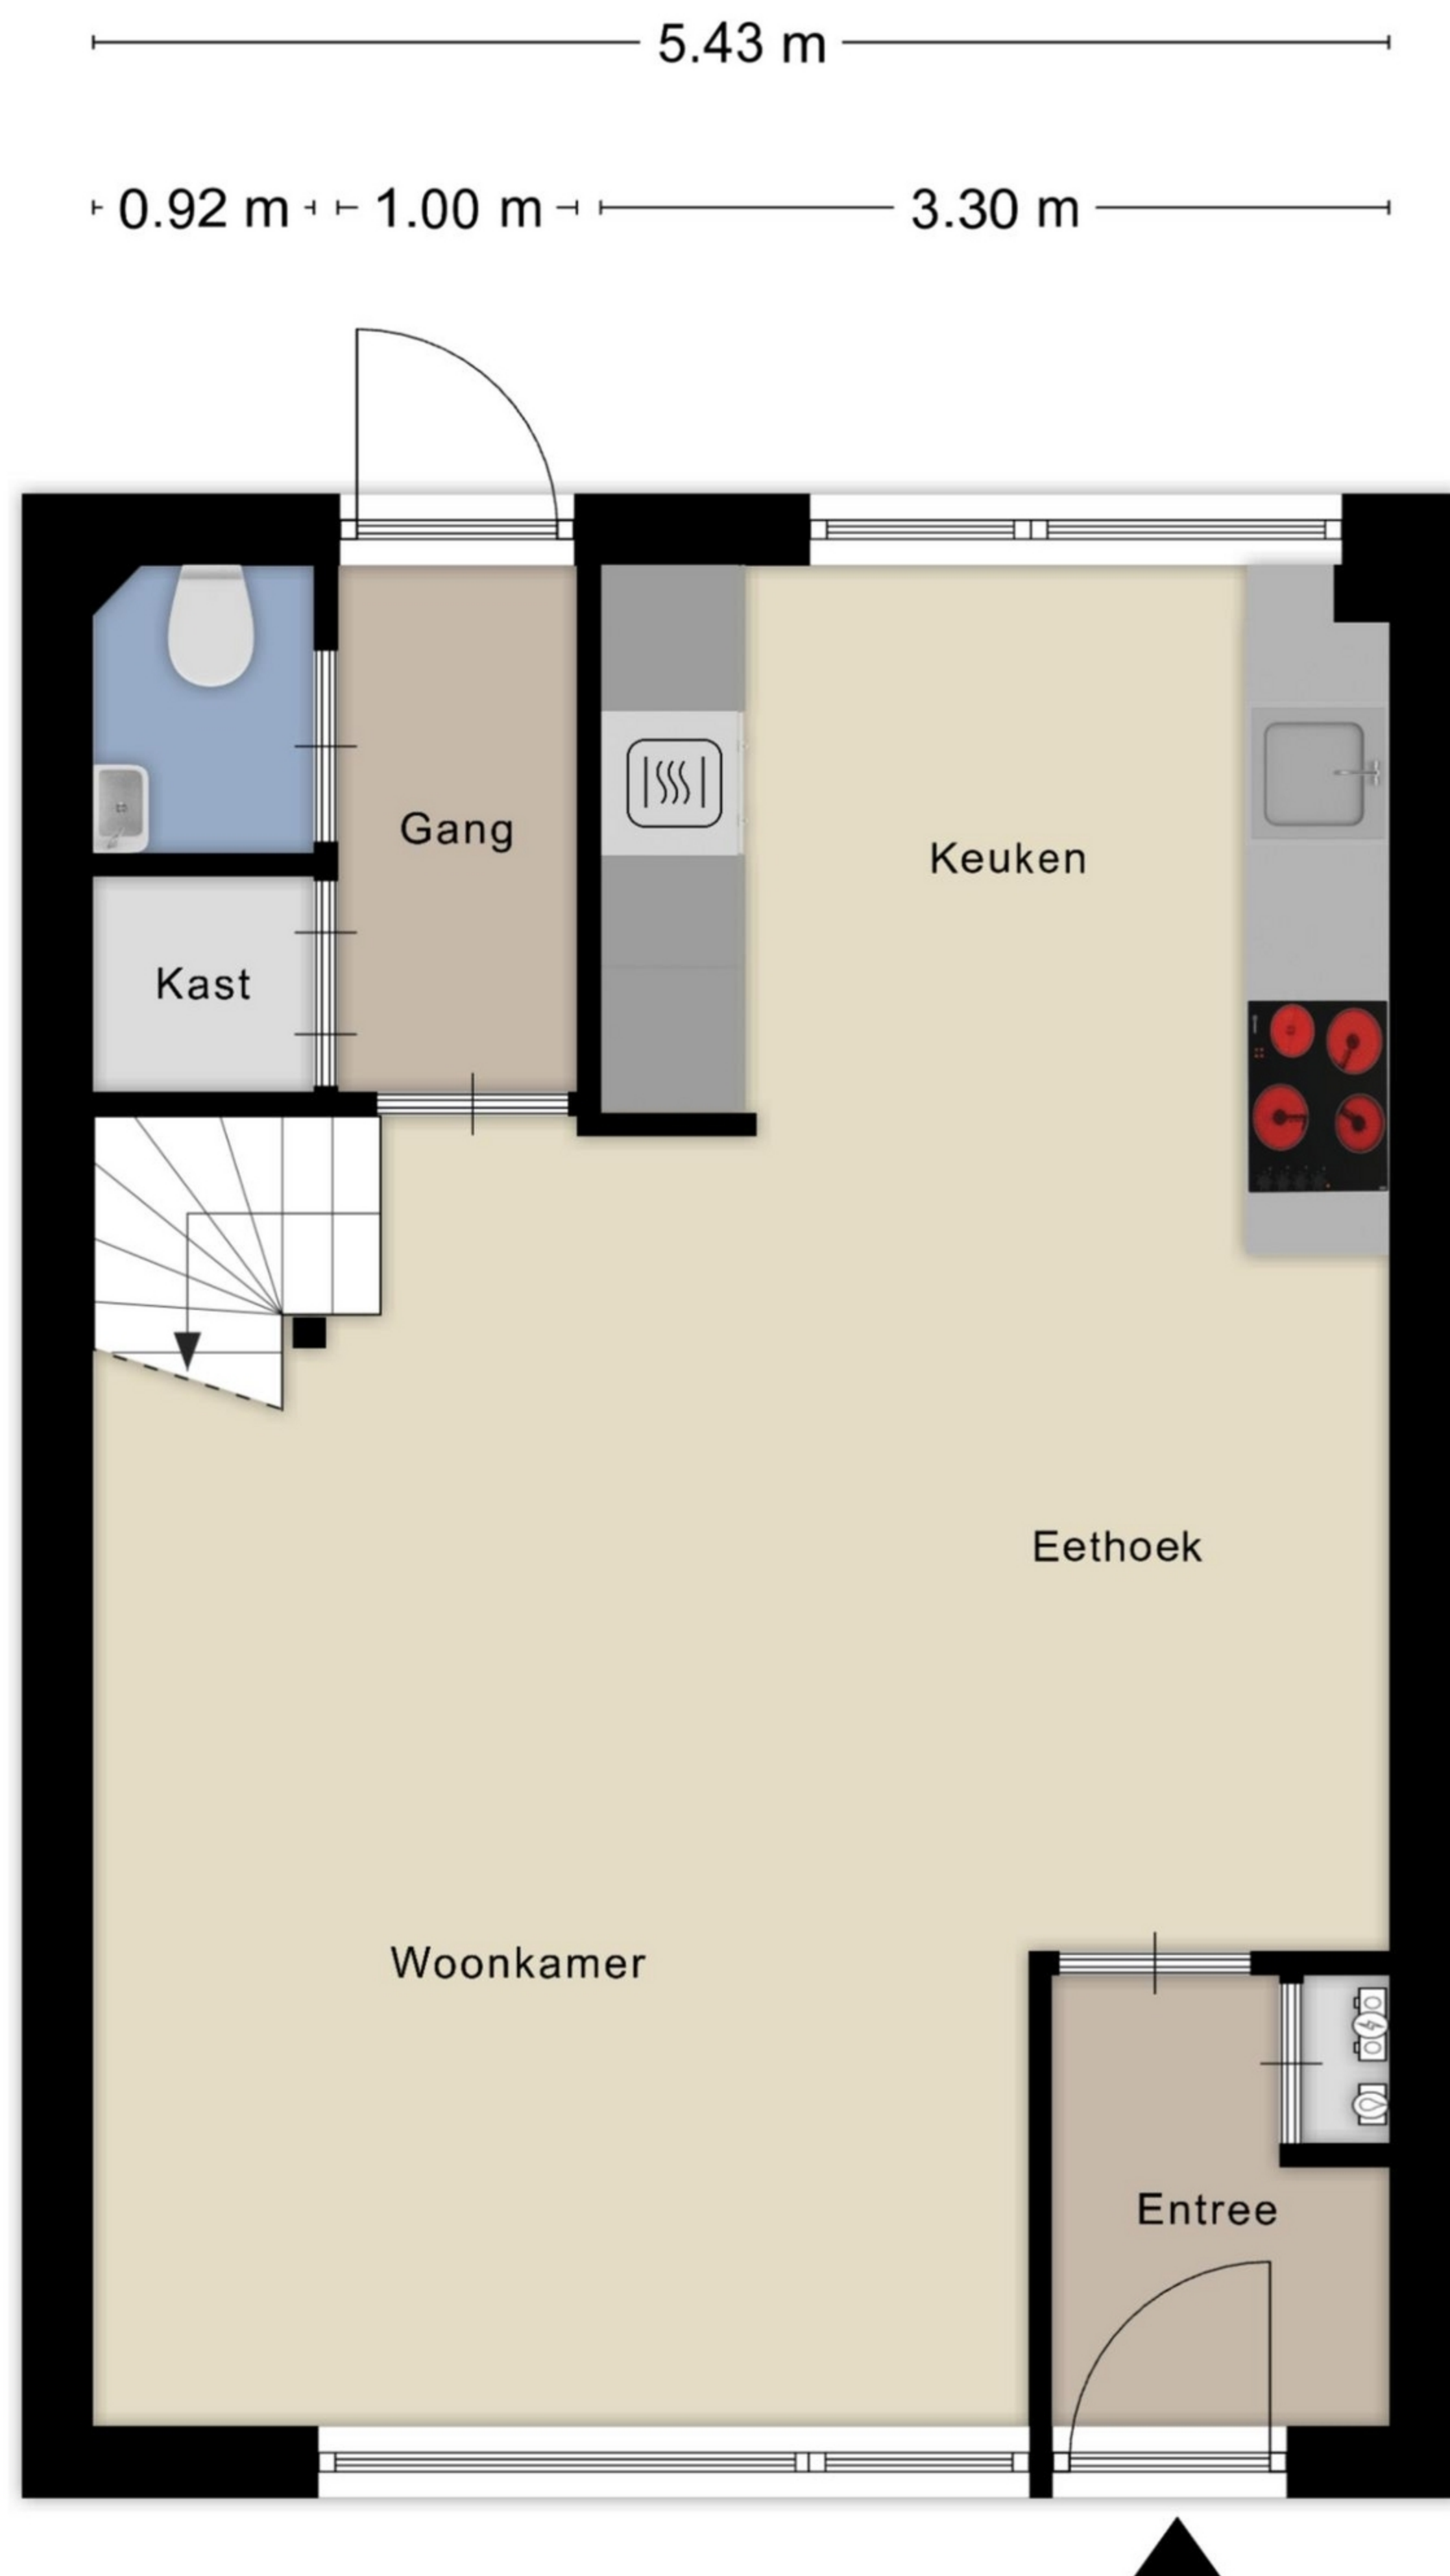 5.43 m
0.92 m 1.00 m 3.30 m
Gang
Keuken
Kast
Eethoek
Woonkamer
Entree